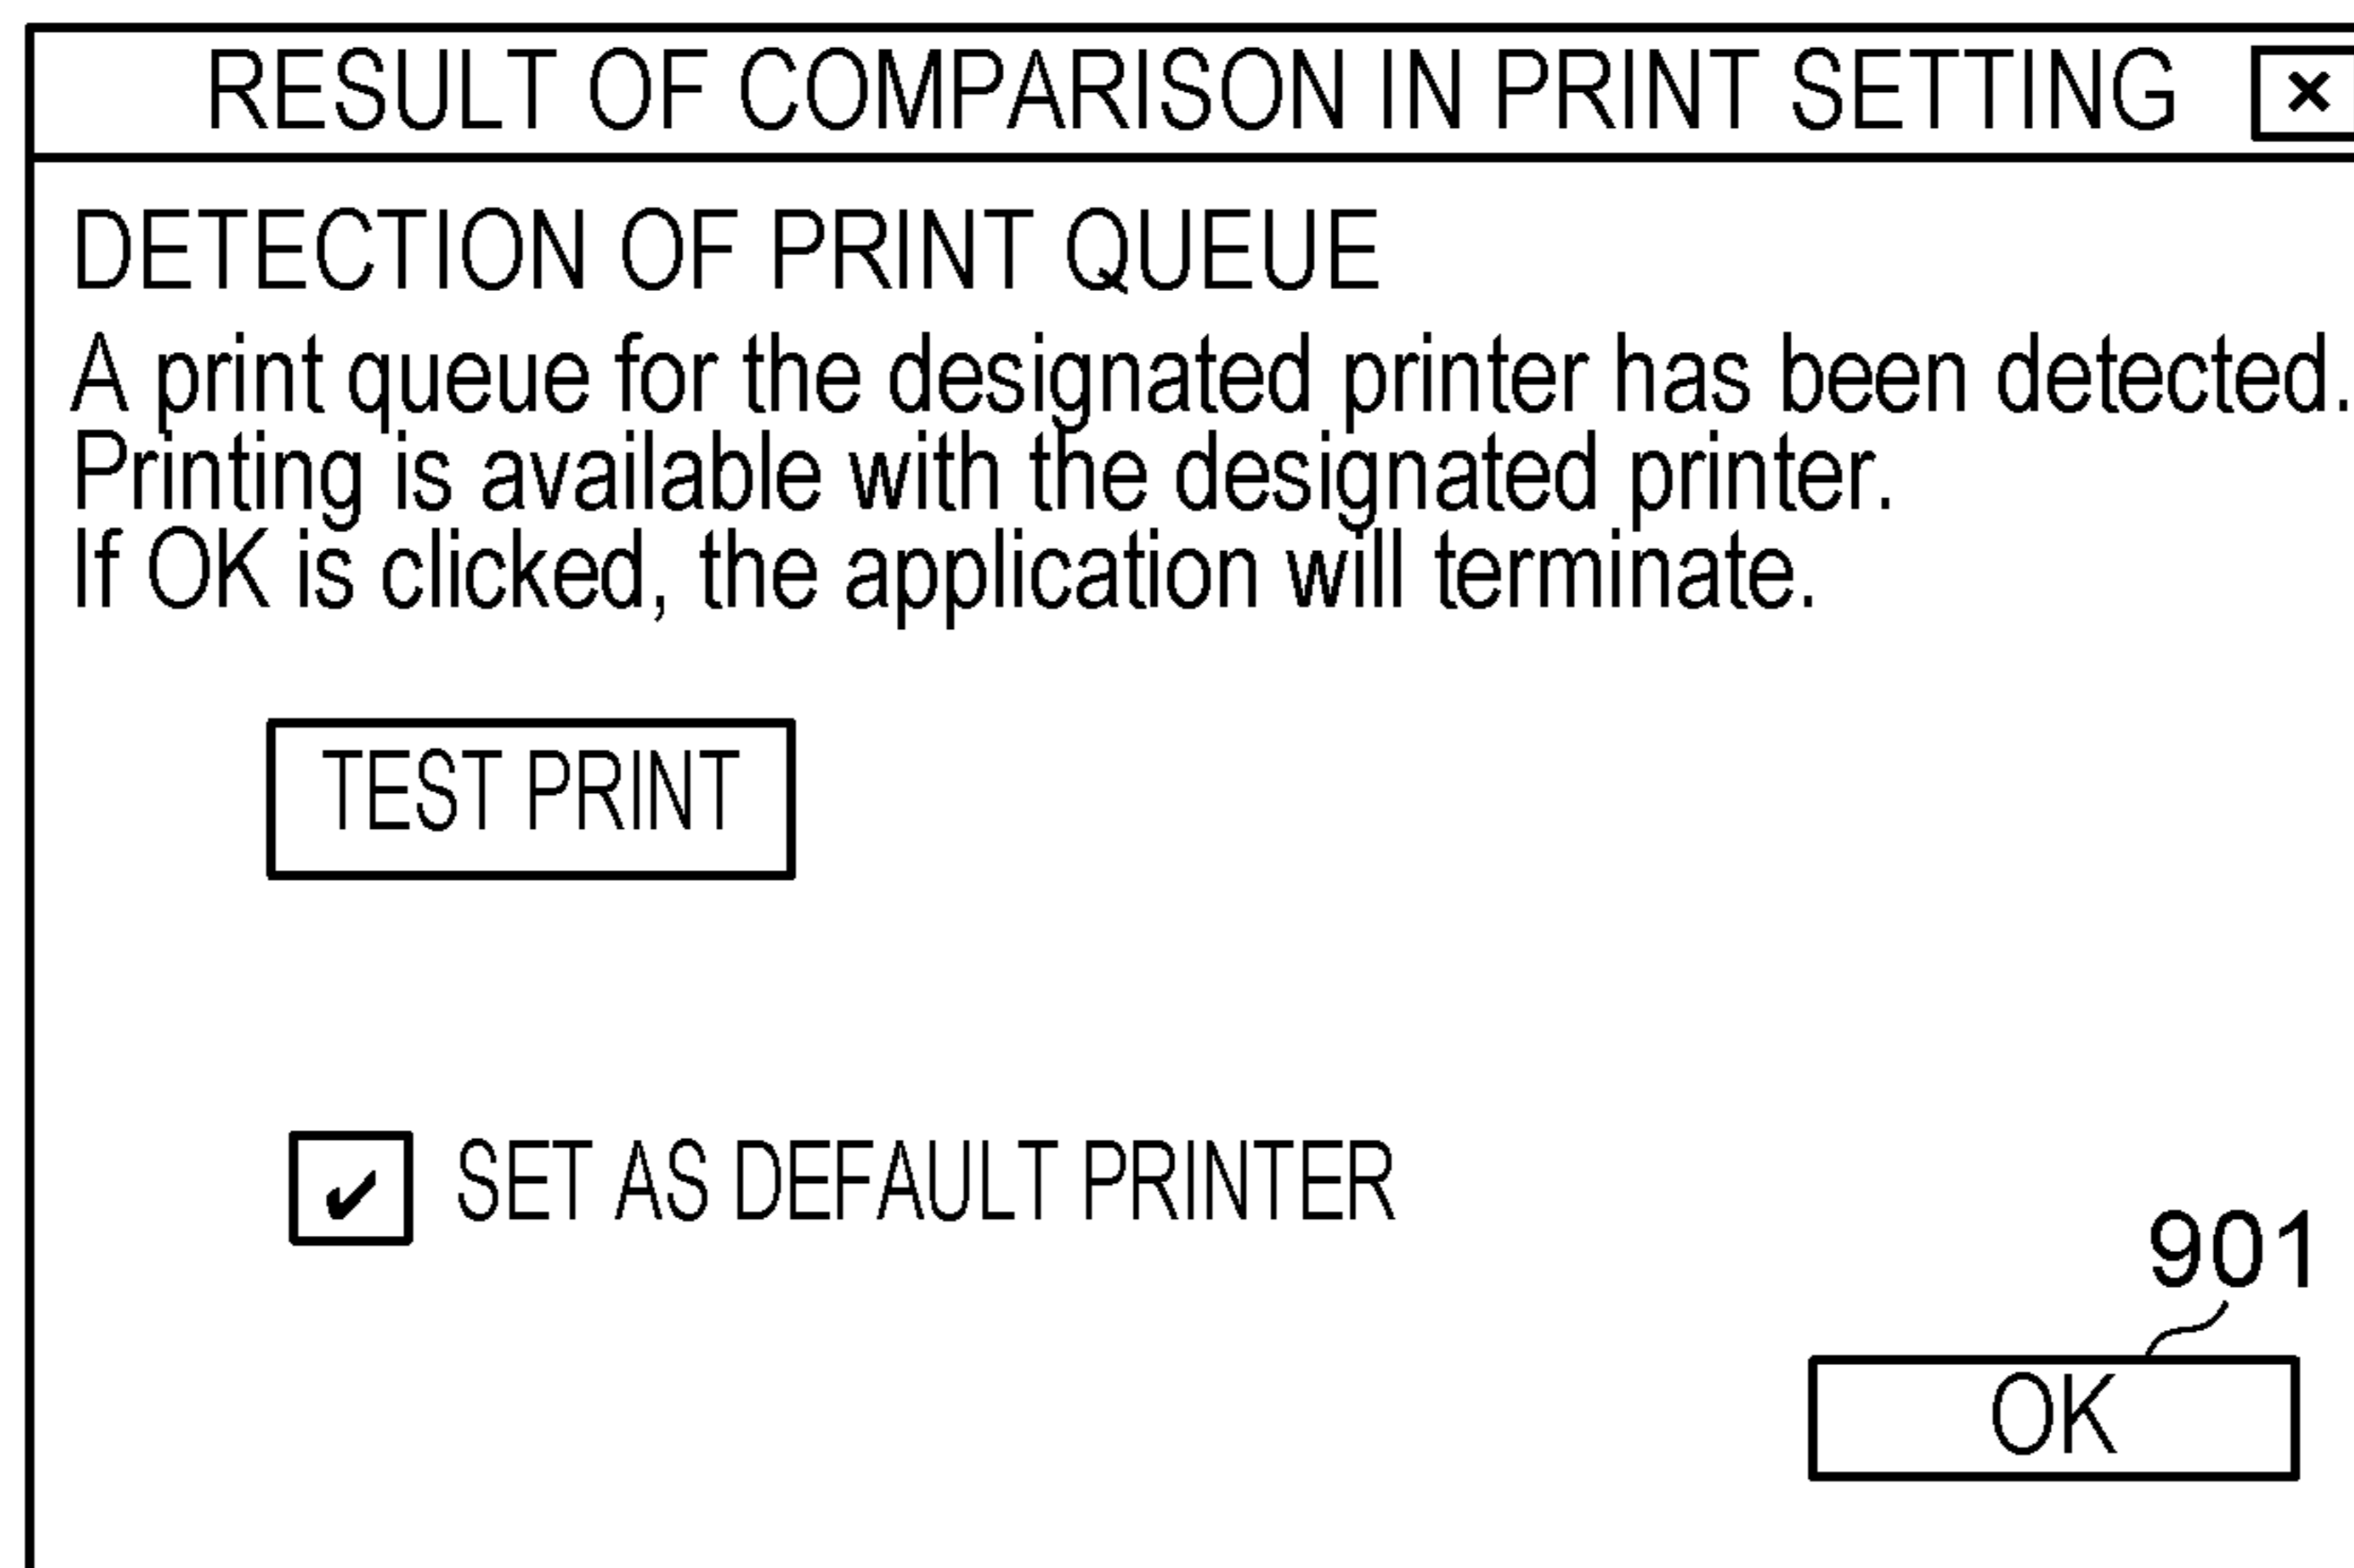 RESULT OF COMPARISON IN PRINT SETTING ×
DETECTION OF PRINT QUEUE
A print queue for the designated printer has been detected.
Printing is available with the designated printer.
If OK is clicked, the application will terminate.
TEST PRINT
✔ SET AS DEFAULT PRINTER
901
OK